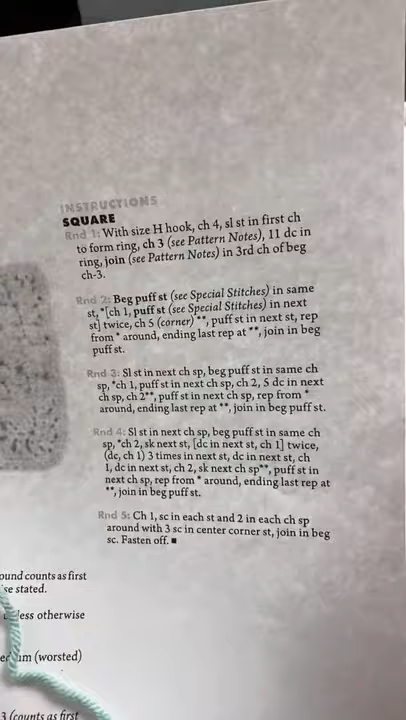 INSTRUCTIONS
SQUARE
Rnd 1: With size H hook, ch 4, sl st in first ch
to form ring, ch 3 (see Pattern Notes), 11 dc in
ring, join (see Pattern Notes) in 3rd ch of beg
ch-3.
Rnd 2: Beg puff st (see Special Stitches) in same
st, *[ch 1, puff st (see Special Stitches) in next
st] twice, ch 5 (corner)**, puff st in next st, rep
from * around, ending last rep at **, join in beg
puff st.
Rnd 3: Sl st in next ch sp, beg puff st in same ch
sp, *ch 1, puff st in next ch sp, ch 2, 5 dc in next
ch sp, ch 2**, puff st in next ch sp, rep from *
around, ending last rep at **, join in beg puff st.
Rnd 4: Sl st in next ch sp, beg puff st in same ch
sp, *ch 2, sk next st, [dc in next st, ch 1] twice,
(dc, ch 1) 3 times in next st, dc in next st, ch
1, dc in next st, ch 2, sk next ch sp**, puff st in
next ch sp, rep from * around, ending last rep at
**, join in beg puff st.
Rnd 5: Ch 1, sc in each st and 2 in each ch sp
around with 3 sc in center corner st, join in beg
sc. Fasten off. ■
ound counts as first
se stated.
less otherwise
um (worsted)
3 (counts as first